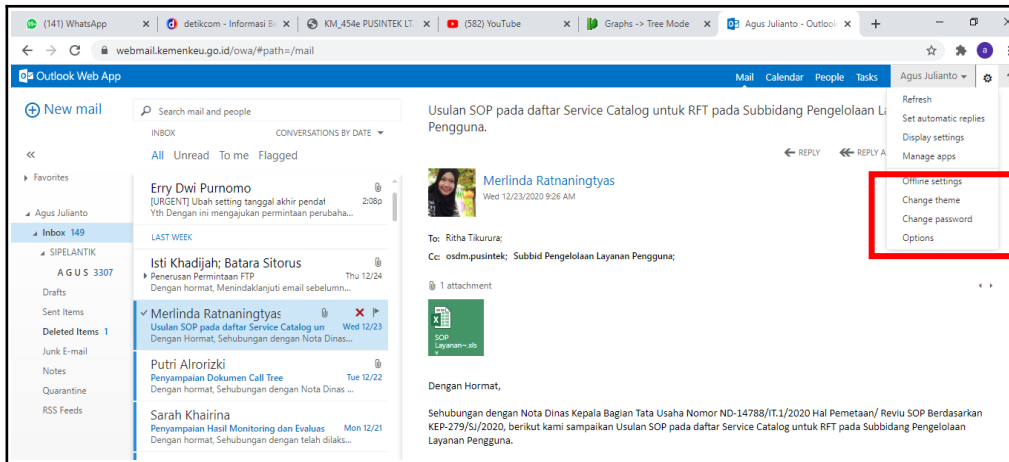 (141) WhatsApp
detikcom - Informasi Be
KM_454e PUSINTEK LT.
(582) YouTube
Graphs -> Tree Mode
Agus Julianto - Outlook
webmail.kemenkeu.go.id/owa/#path=/mail
a
Outlook Web App
Mail Calendar People Tasks Agus Julianto
New mail
Favorites
Agus Julianto
Inbox 149
SIPELANTIK
A G U S 3307
Drafts
Sent Items
Deleted Items 1
Junk E-mail
Notes
Quarantine
RSS Feeds
Search mail and people
INBOX CONVERSATIONS BY DATE
All Unread To me Flagged
Erry Dwi Purnomo
[URGENT] Ubah setting tanggal akhir pendaf 2:08p
Yth Dengan ini mengajukan permintaan perubaha...
LAST WEEK
Isti Khadijah; Batara Sitorus
Penerusan Permintaan FTP Thu 12/24
Dengan hormat, Menindaklanjuti email sebelumn...
Merlinda Ratnaningtyas
Usulan SOP pada daftar Service Catalog un Wed 12/23
Dengan Hormat, Sehubungan dengan Nota Dinas...
Putri Alrorizki
Penyampaian Dokumen Call Tree Tue 12/22
Dengan hormat, Sehubungan dengan Nota Dinas ...
Sarah Khairina
Penyampaian Hasil Monitoring dan Evaluas Mon 12/21
Dengan hormat, Sehubungan dengan telah dilaks...
Usulan SOP pada daftar Service Catalog untuk RFT pada Subbidang Pengelolaan La
Pengguna.
REPLY REPLY A
Merlinda Ratnaningtyas
Wed 12/23/2020 9:26 AM
To: Ritha Tikurura;
Cc: osdm.pusintek; Subbid Pengelolaan Layanan Pengguna;
1 attachment
SOP
Layanan~.xls
Dengan Hormat,
Sehubungan dengan Nota Dinas Kepala Bagian Tata Usaha Nomor ND-14788/IT.1/2020 Hal Pemetaan/ Reviu SOP Berdasarkan
KEP-279/SJ/2020, berikut kami sampaikan Usulan SOP pada daftar Service Catalog untuk RFT pada Subbidang Pengelolaan
Layanan Pengguna.
Refresh
Set automatic replies
Display settings
Manage apps
Offline settings
Change theme
Change password
Options